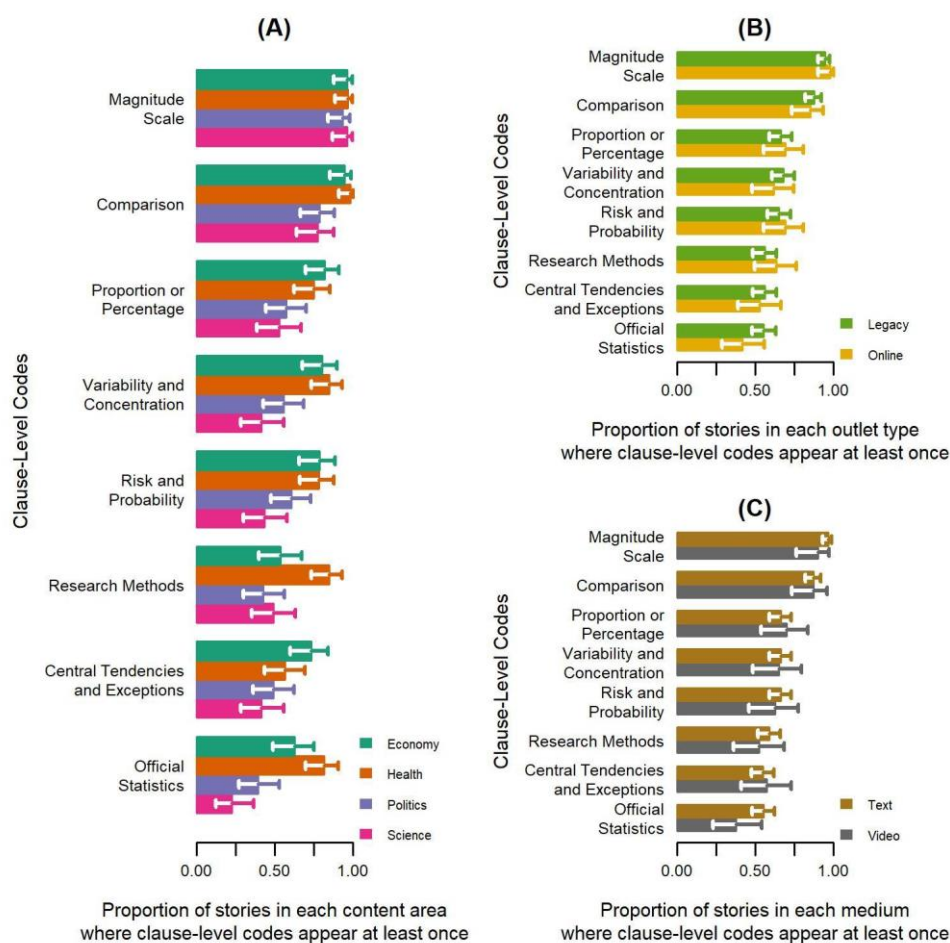 (A)
Clause-Level Codes
Magnitude
Scale
Comparison
Proportion or
Percentage
Variability and
Concentration
Risk and
Probability
Research Methods
Central Tendencies
and Exceptions
Official
Statistics
Economy
Health
Politics
Science
0.00 0.50 1.00
Proportion of stories in each content area
where clause-level codes appear at least once
(B)
Clause-Level Codes
Magnitude
Scale
Comparison
Proportion or
Percentage
Variability and
Concentration
Risk and
Probability
Research Methods
Central Tendencies
and Exceptions
Official
Statistics
Legacy
Online
0.00 0.50 1.00
Proportion of stories in each outlet type
where clause-level codes appear at least once
(C)
Clause-Level Codes
Magnitude
Scale
Comparison
Proportion or
Percentage
Variability and
Concentration
Risk and
Probability
Research Methods
Central Tendencies
and Exceptions
Official
Statistics
Text
Video
0.00 0.50 1.00
Proportion of stories in each medium
where clause-level codes appear at least once